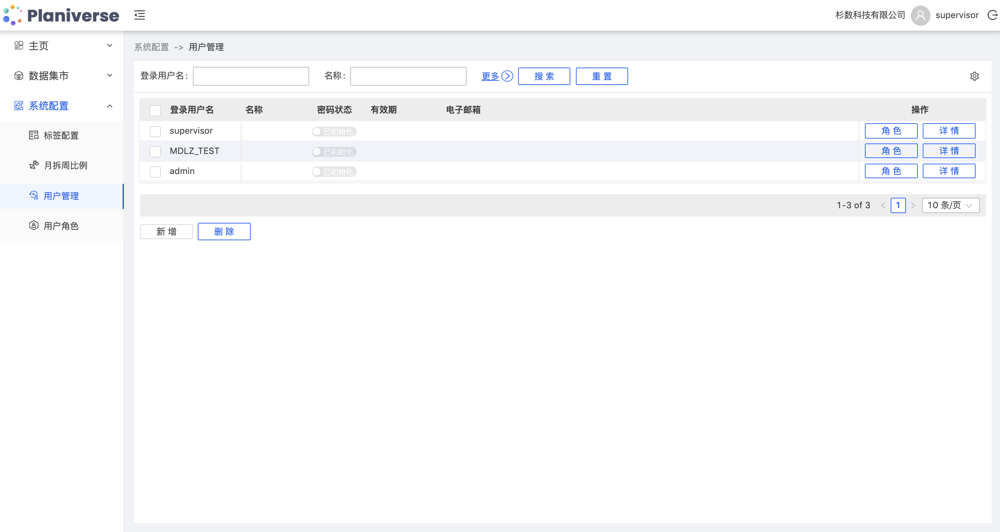 Planiverse
杉数科技有限公司 supervisor
主页
数据集市
系统配置
标签配置
月拆周比例
用户管理
用户角色
系统配置 -> 用户管理
登录用户名: 名称: 更多 搜索 重置
登录用户名 名称 密码状态 有效期 电子邮箱 操作
supervisor 已初始化 角色 详情
MDLZ_TEST 已初始化 角色 详情
admin 已初始化 角色 详情
1-3 of 3 < 1 > 10 条/页
新增 删除